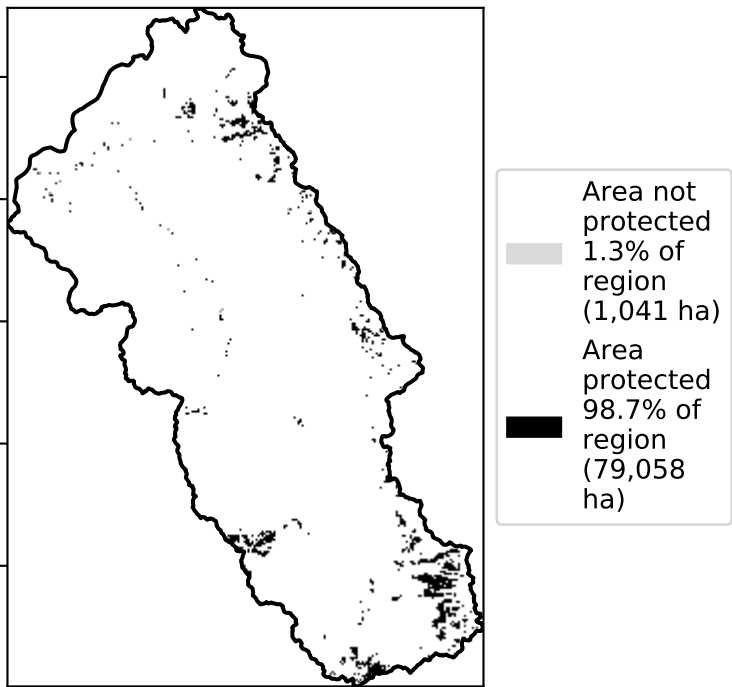 Area not
protected
1.3% of
region
(1,041 ha)
Area
protected
98.7% of
region
(79,058
ha)